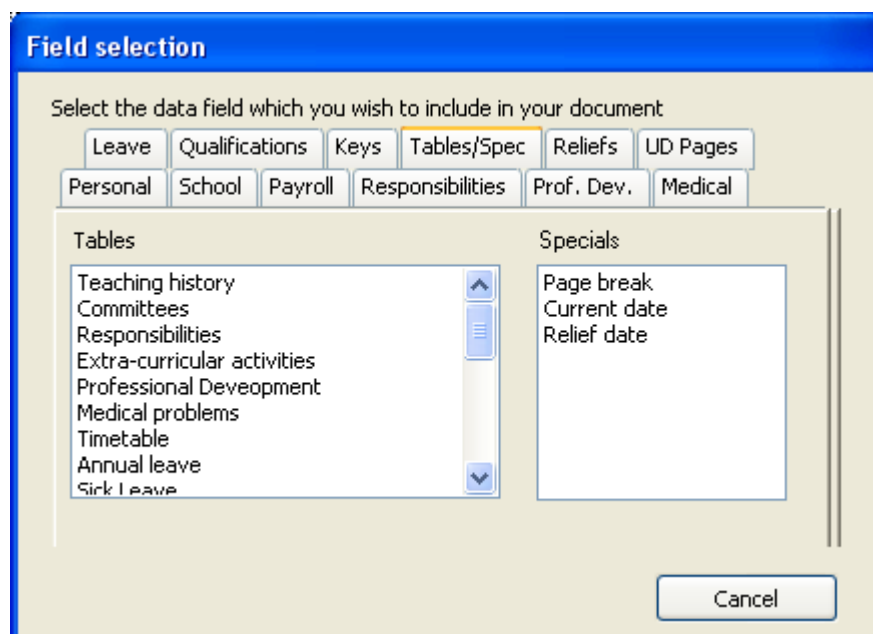 Field selection
Select the data field which you wish to include in your document
Leave Qualifications Keys Tables/Spec Reliefs UD Pages
Personal School Payroll Responsibilities Prof. Dev. Medical
Tables
Teaching history
Committees
Responsibilities
Extra-curricular activities
Professional Deveopment
Medical problems
Timetable
Annual leave
Sick Leave
Specials
Page break
Current date
Relief date
Cancel